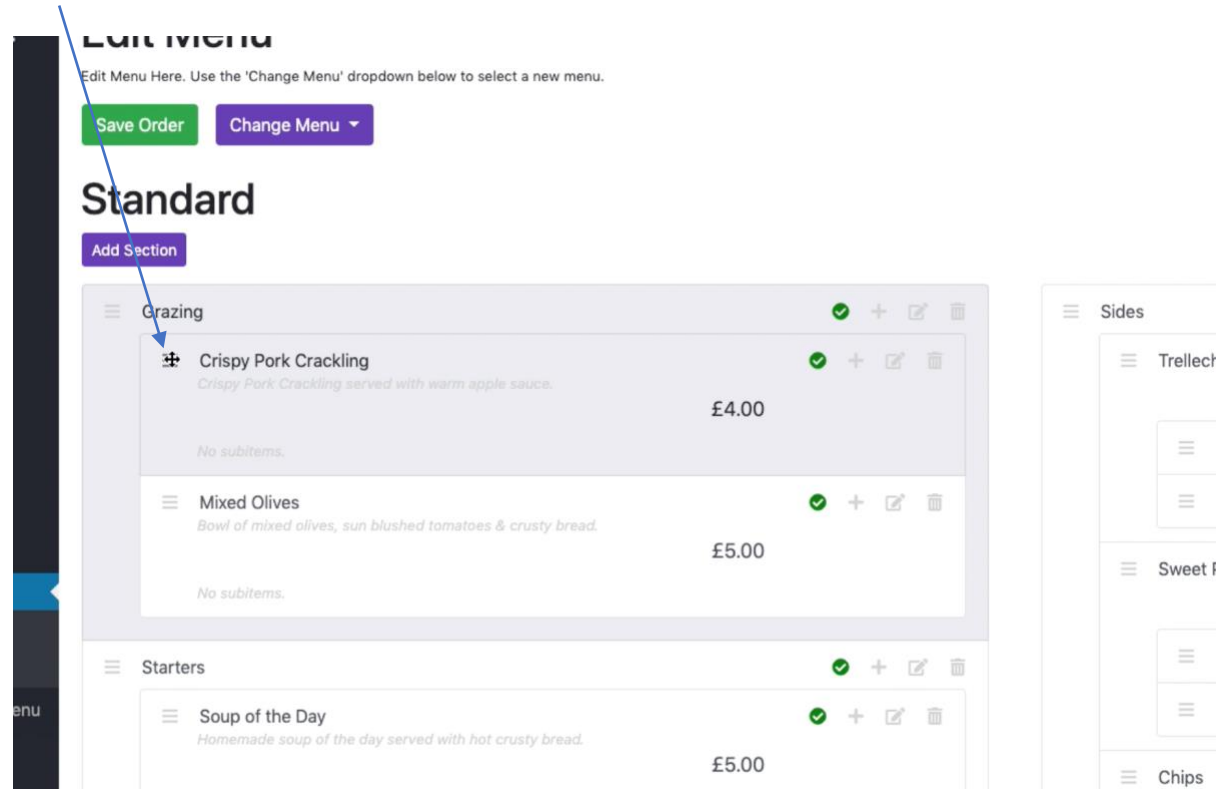 Edit Menu
Edit Menu Here. Use the 'Change Menu' dropdown below to select a new menu.
Save Order
Change Menu
Standard
Add Section
Grazing
Crispy Pork Crackling
Crispy Pork Crackling served with warm apple sauce.
£4.00
No subitems.
Mixed Olives
Bowl of mixed olives, sun blushed tomatoes & crusty bread.
£5.00
No subitems.
Starters
Soup of the Day
Homemade soup of the day served with hot crusty bread.
£5.00
enu
Sides
Trellech
Sweet
Chips